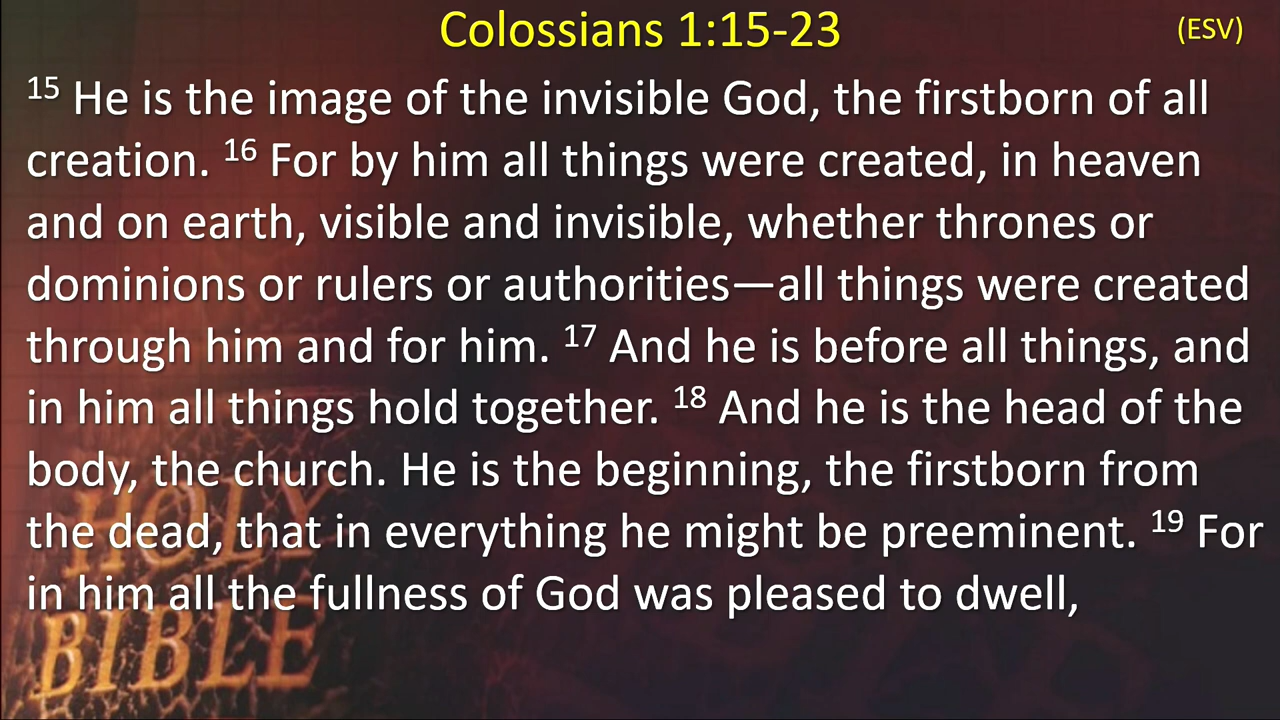 Colossians 1:15-23
(ESV)
15 He is the image of the invisible God, the firstborn of all
creation. 16 For by him all things were created, in heaven
and on earth, visible and invisible, whether thrones or
dominions or rulers or authorities—all things were created
through him and for him. 17 And he is before all things, and
in him all things hold together. 18 And he is the head of the
body, the church. He is the beginning, the firstborn from
the dead, that in everything he might be preeminent. 19 For
in him all the fullness of God was pleased to dwell,
HOLY
BIBLE